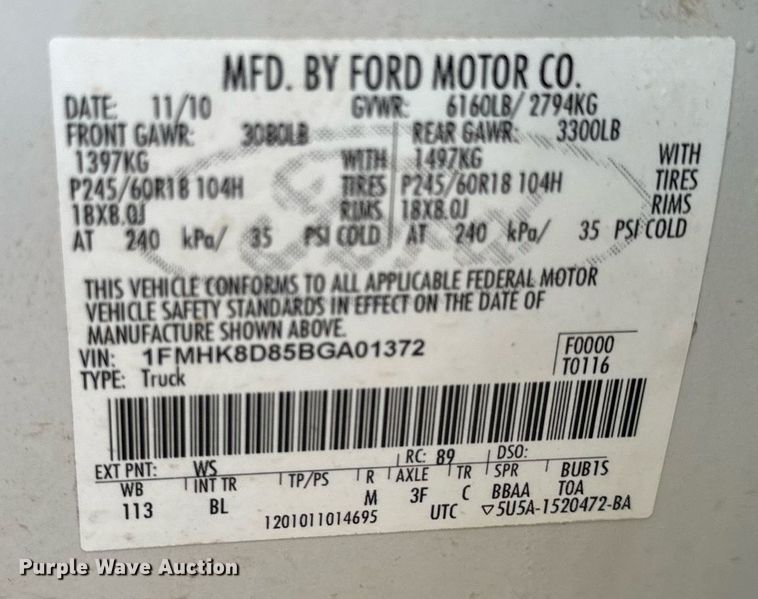 MFD. BY FORD MOTOR CO.
DATE: 11/10 GVWR: 6160LB/ 2794KG
FRONT GAWR: 3080LB REAR GAWR: 3300LB
1397KG WITH 1497KG WITH
P245/60R18 104H TIRES P245/60R18 104H TIRES
18X8.0J RIMS 18X8.0J RIMS
AT 240 kPa/ 35 PSI COLD AT 240 kPa/ 35 PSI COLD
THIS VEHICLE CONFORMS TO ALL APPLICABLE FEDERAL MOTOR
VEHICLE SAFETY STANDARDS IN EFFECT ON THE DATE OF
MANUFACTURE SHOWN ABOVE.
VIN: 1FMHK8D85BGA01372 F0000
TYPE: Truck T0116
EXT PNT: WS RC: 89 DSO:
WB INT TR TP/PS R AXLE TR SPR BUB1S
113 BL M 3F C BBAA TOA
1201011014695 UTC ▽5U5A-1520472-BA
Purple Wave Auction